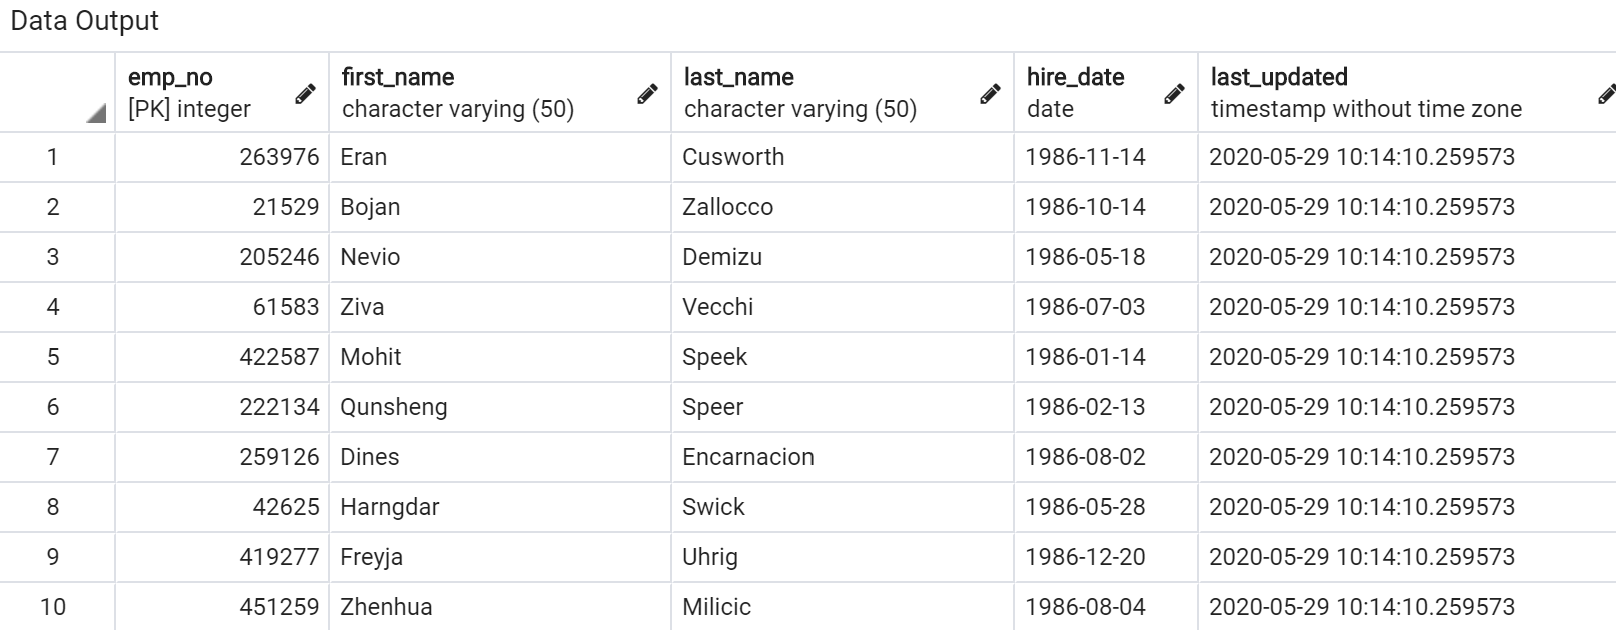 Data Output
emp_no first_name last_name hire_date last_updated
[PK] integer character varying (50) character varying (50) date timestamp without time zone
1 263976 Eran Cusworth 1986-11-14 2020-05-29 10:14:10.259573
2 21529 Bojan Zallocco 1986-10-14 2020-05-29 10:14:10.259573
3 205246 Nevio Demizu 1986-05-18 2020-05-29 10:14:10.259573
4 61583 Ziva Vecchi 1986-07-03 2020-05-29 10:14:10.259573
5 422587 Mohit Speek 1986-01-14 2020-05-29 10:14:10.259573
6 222134 Qunsheng Speer 1986-02-13 2020-05-29 10:14:10.259573
7 259126 Dines Encarnacion 1986-08-02 2020-05-29 10:14:10.259573
8 42625 Harngdar Swick 1986-05-28 2020-05-29 10:14:10.259573
9 419277 Freyja Uhrig 1986-12-20 2020-05-29 10:14:10.259573
10 451259 Zhenhua Milicic 1986-08-04 2020-05-29 10:14:10.259573